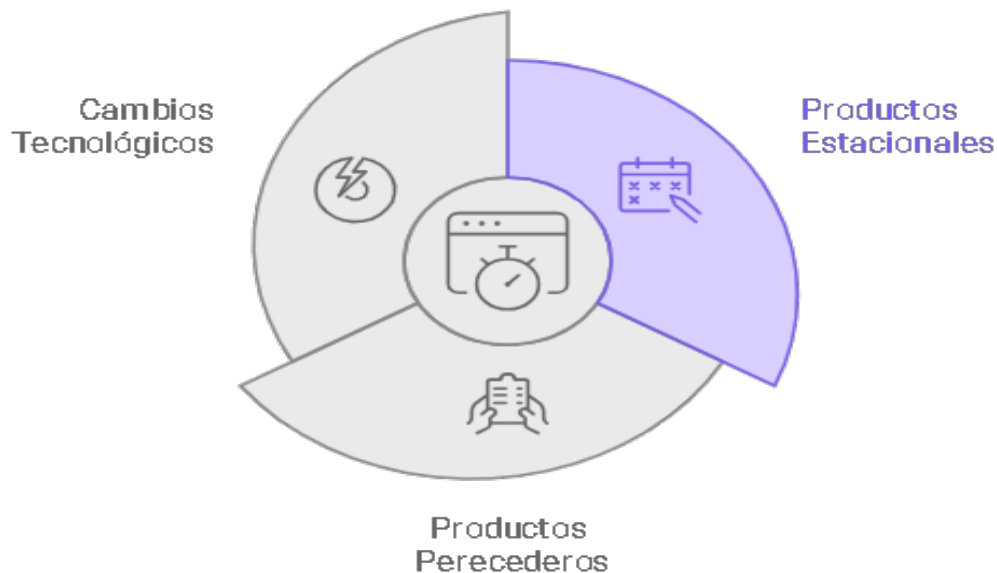 Cambios
Tecnológicos
Productos
Estacionales
Productos
Perecederos